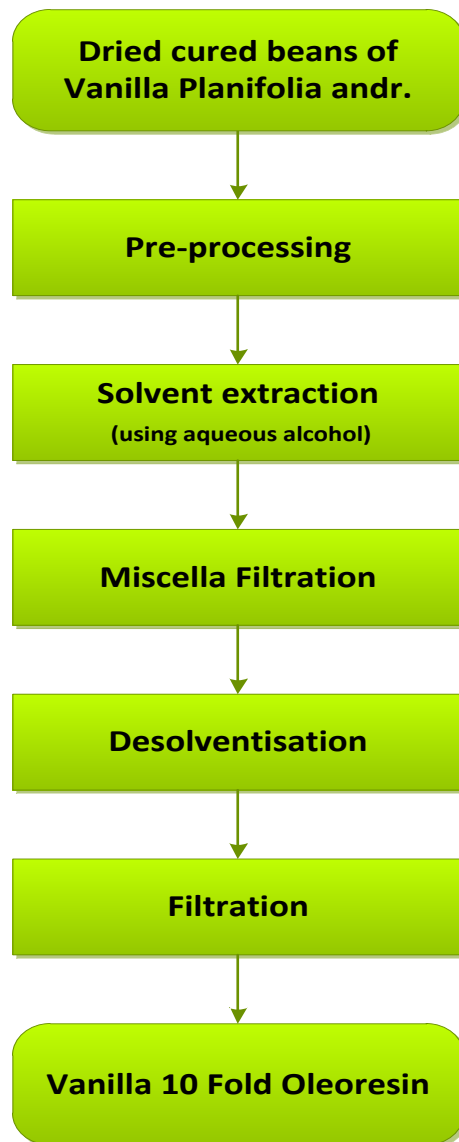 Dried cured beans of
Vanilla Planifolia andr.
Pre-processing
Solvent extraction
(using aqueous alcohol)
Miscella Filtration
Desolventisation
Filtration
Vanilla 10 Fold Oleoresin